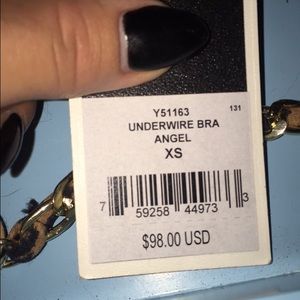 Y51163 131
UNDERWIRE BRA
ANGEL
XS
7 59258 44973 3
$98.00 USD